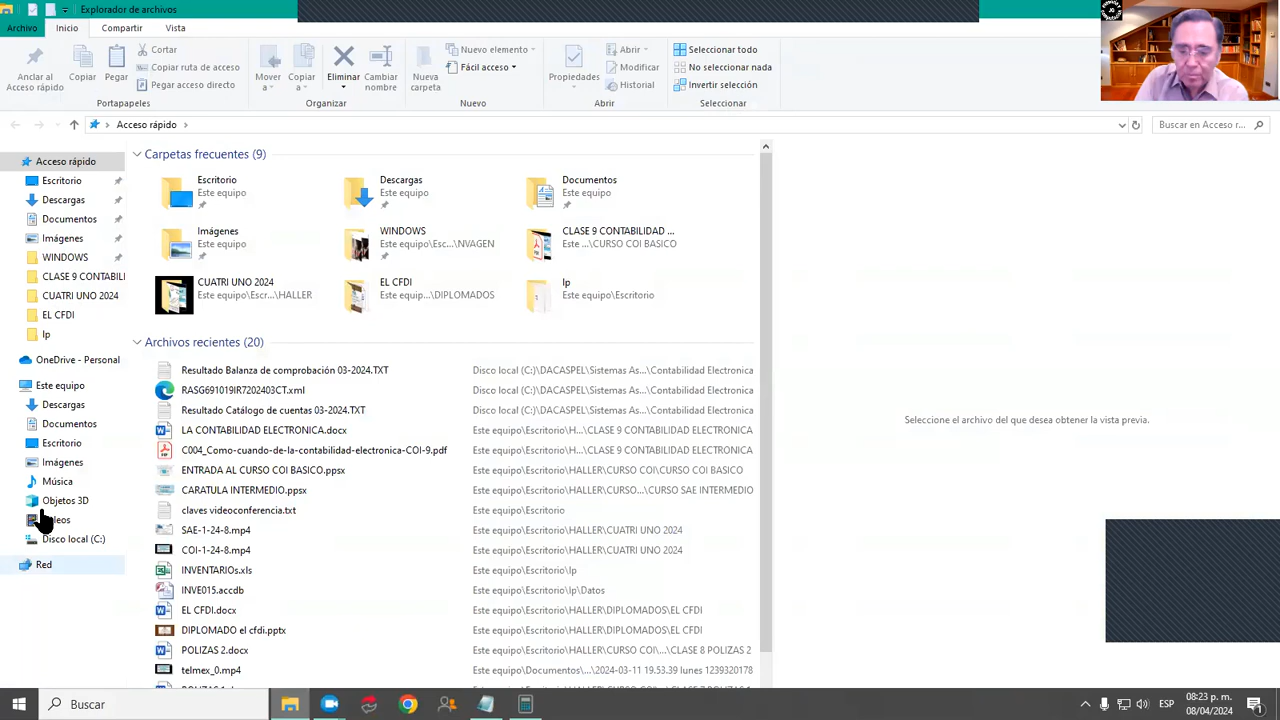 Explorador de archivos
Archivo Inicio Compartir Vista
Anclar al Acceso rápido
Copiar
Pegar
Cortar
Copiar ruta de acceso
Pegar acceso directo
Portapapeles
Mover a
Copiar a
Eliminar
Cambiar nombre
Organizar
Nueva carpeta
Nuevo elemento
Fácil acceso
Nuevo
Propiedades
Abrir
Modificar
Historial
Abrir
Seleccionar todo
No seleccionar nada
Invertir selección
Seleccionar
Acceso rápido
Buscar en Acceso r...
Acceso rápido
Escritorio
Descargas
Documentos
Imágenes
WINDOWS
CLASE 9 CONTABIL
CUATRI UNO 2024
EL CFDI
Ip
OneDrive - Personal
Este equipo
Descargas
Documentos
Escritorio
Imágenes
Música
Objetos 3D
Disco local (C:)
Red
Carpetas frecuentes (9)
Escritorio
Este equipo
Descargas
Este equipo
Documentos
Este equipo
Imágenes
Este equipo
WINDOWS
Este equipo\Esc...\NVAGEN
CLASE 9 CONTABILIDAD ...
Este ...\CURSO COI BASICO
CUATRI UNO 2024
Este equipo\Escr...\HALLER
EL CFDI
Este equipo\...\DIPLOMADOS
Ip
Este equipo\Escritorio
Archivos recientes (20)
Resultado Balanza de comprobación 03-2024.TXT Disco local (C:)\DACASPEL\Sistemas As...\Contabilidad Electronica
RASG691019IR7202403CT.xml Disco local (C:)\DACASPEL\Sistemas As...\Contabilidad Electronica
Resultado Catálogo de cuentas 03-2024.TXT Disco local (C:)\DACASPEL\Sistemas As...\Contabilidad Electronica
LA CONTABILIDAD ELECTRONICA.docx Este equipo\Escritorio\H...\CLASE 9 CONTABILIDAD ELECTRONICA
C004_Como-cuando-de-la-contabilidad-electronica-COI-9.pdf Este equipo\Escritorio\H...\CLASE 9 CONTABILIDAD ELECTRONICA
ENTRADA AL CURSO COI BASICO.ppsx Este equipo\Escritorio\HALLER\CURSO COI\CURSO COI BASICO
CARATULA INTERMEDIO.ppsx Este equipo\Escritorio\HALLER\CURSO...\CURSO SAE INTERMEDIO
claves videoconferencia.txt Este equipo\Escritorio
SAE-1-24-8.mp4 Este equipo\Escritorio\HALLER\CUATRI UNO 2024
COI-1-24-8.mp4 Este equipo\Escritorio\HALLER\CUATRI UNO 2024
INVENTARIOs.xls Este equipo\Escritorio\Ip
INVE015.accdb Este equipo\Escritorio\Ip\Datos
EL CFDI.docx Este equipo\Escritorio\HALLER\DIPLOMADOS\EL CFDI
DIPLOMADO el cfdi.pptx Este equipo\Escritorio\HALLER\DIPLOMADOS\EL CFDI
POLIZAS 2.docx Este equipo\Escritorio\HALLER\CURSO COI\...\CLASE 8 POLIZAS 2
telmex_0.mp4 Este equipo\Documentos\...\2024-03-11 19.53.39 lunes 1239320178
Seleccione el archivo del que desea obtener la vista previa.
Buscar
ESP
08:23 p. m.
08/04/2024